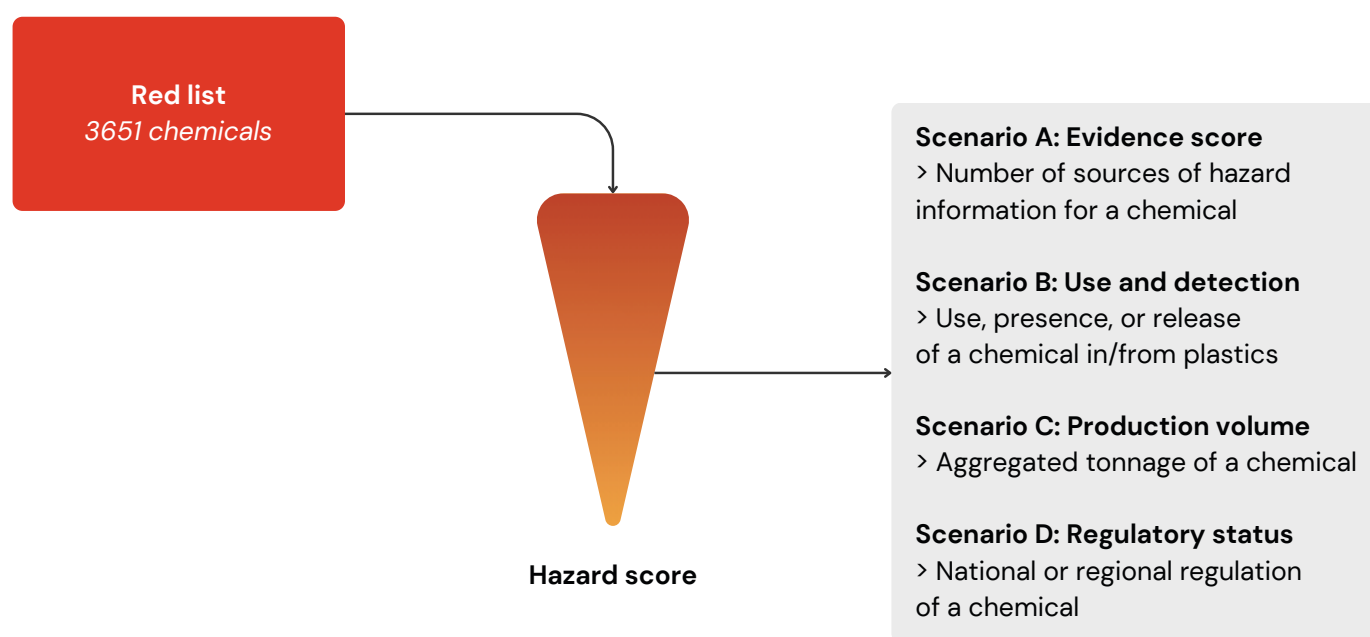 Red list
3651 chemicals
Scenario A: Evidence score
> Number of sources of hazard
information for a chemical
Scenario B: Use and detection
> Use, presence, or release
of a chemical in/from plastics
Scenario C: Production volume
> Aggregated tonnage of a chemical
Scenario D: Regulatory status
> National or regional regulation
of a chemical
Hazard score